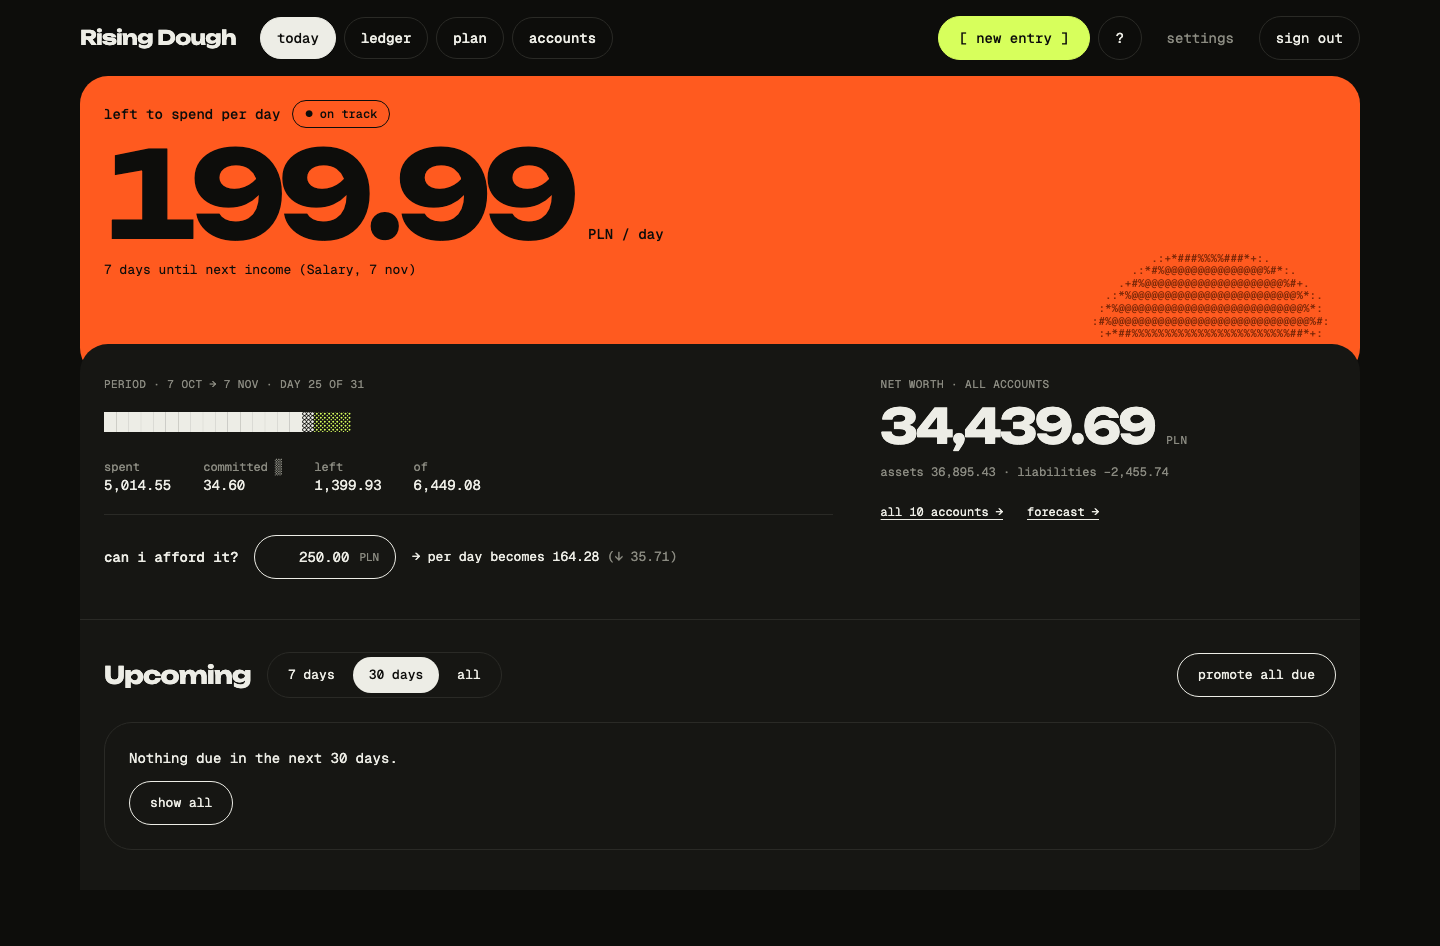 Rising Dough
today
ledger
plan
accounts
[ new entry ]
?
settings
sign out
left to spend per day
● on track
199.99
PLN / day
7 days until next income (Salary, 7 nov)
PERIOD · 7 OCT → 7 NOV · DAY 25 OF 31
spent
committed ▒
left
of
5,014.55
34.60
1,399.93
6,449.08
can i afford it?
250.00 PLN
→ per day becomes 164.28 (↓ 35.71)
NET WORTH · ALL ACCOUNTS
34,439.69 PLN
assets 36,895.43 · liabilities −2,455.74
all 10 accounts →
forecast →
Upcoming
7 days
30 days
all
promote all due
Nothing due in the next 30 days.
show all